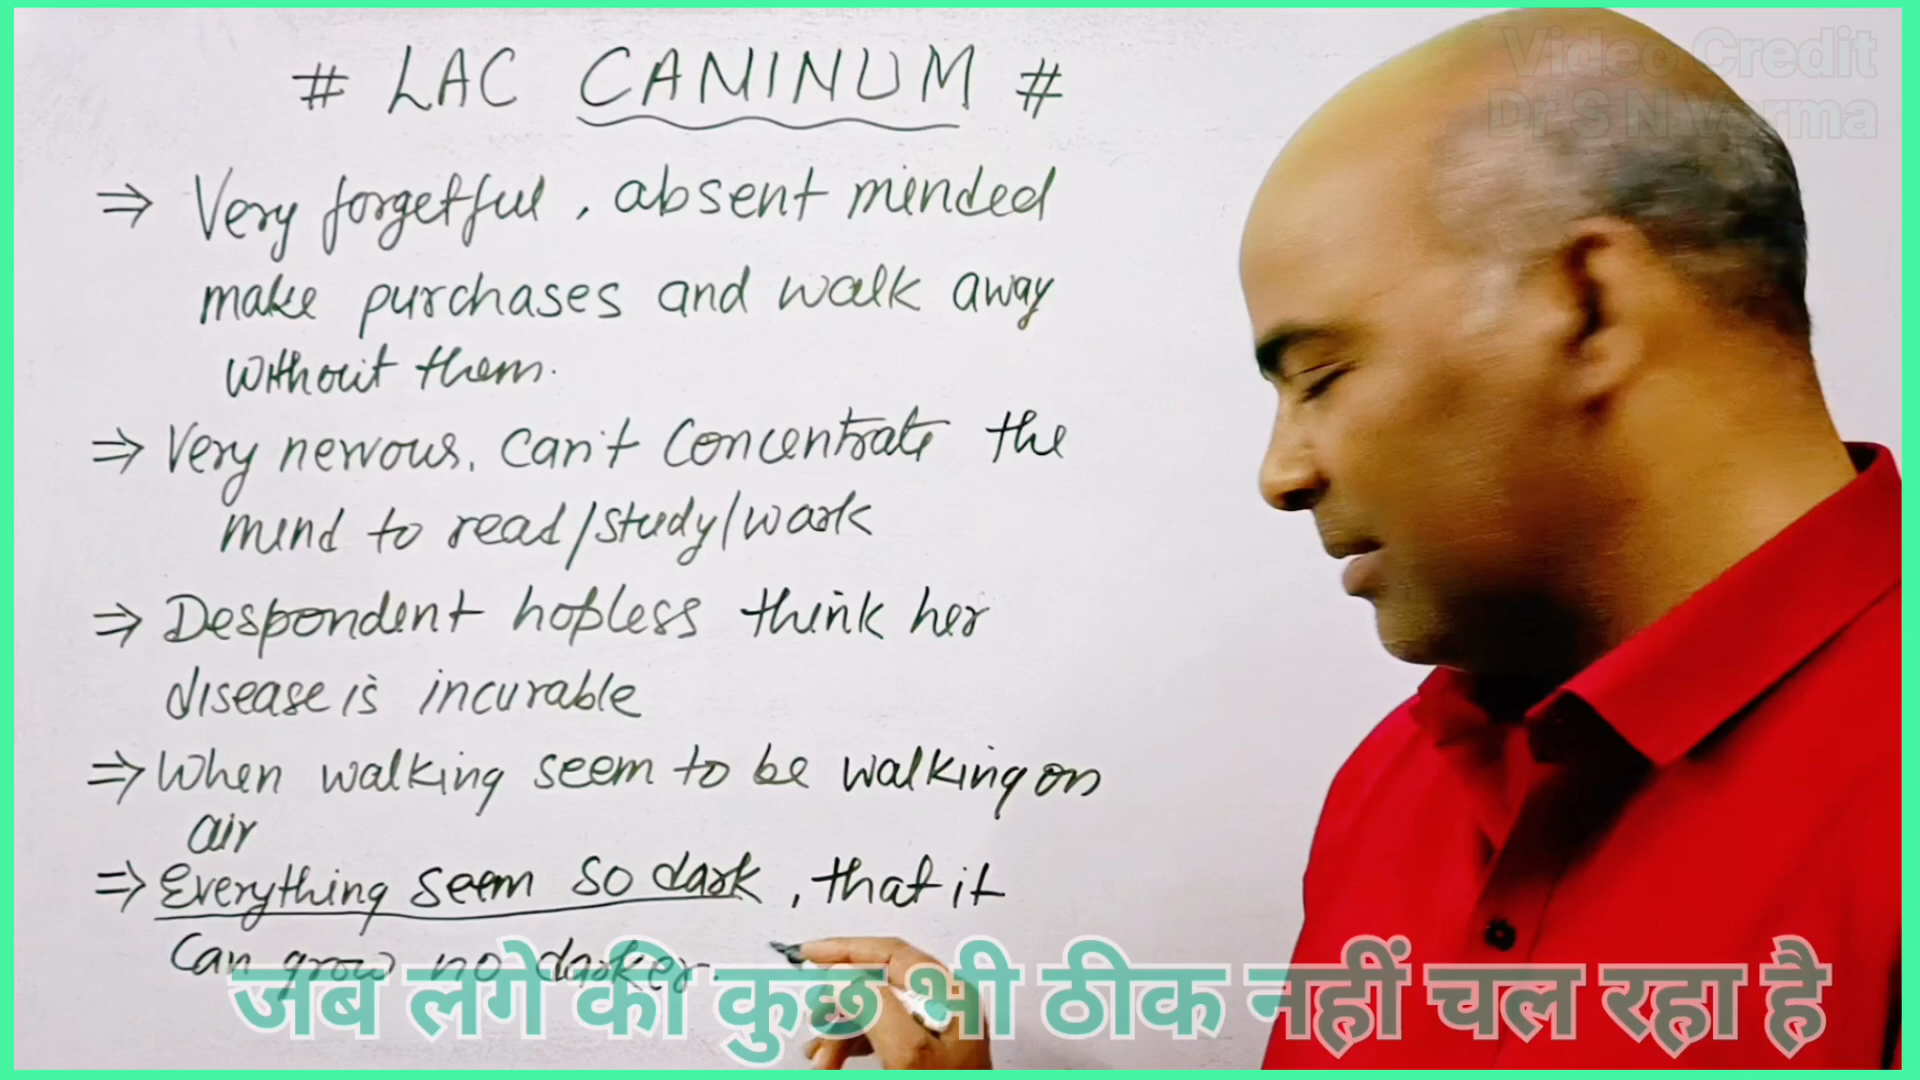 # LAC CANINUM #
⇒ Very forgetful, absent minded
make purchases and walk away
without them.
⇒ Very nervous, can't concentrate the
mind to read/study/work
⇒ Despondent hopless think her
disease is incurable
⇒ When walking seem to be walking on
air
⇒ Everything seem so dark, that it
can grow no darker.
जब लगे की कुछ भी ठीक नहीं चल रहा है
Video Credit
Dr S N Verma